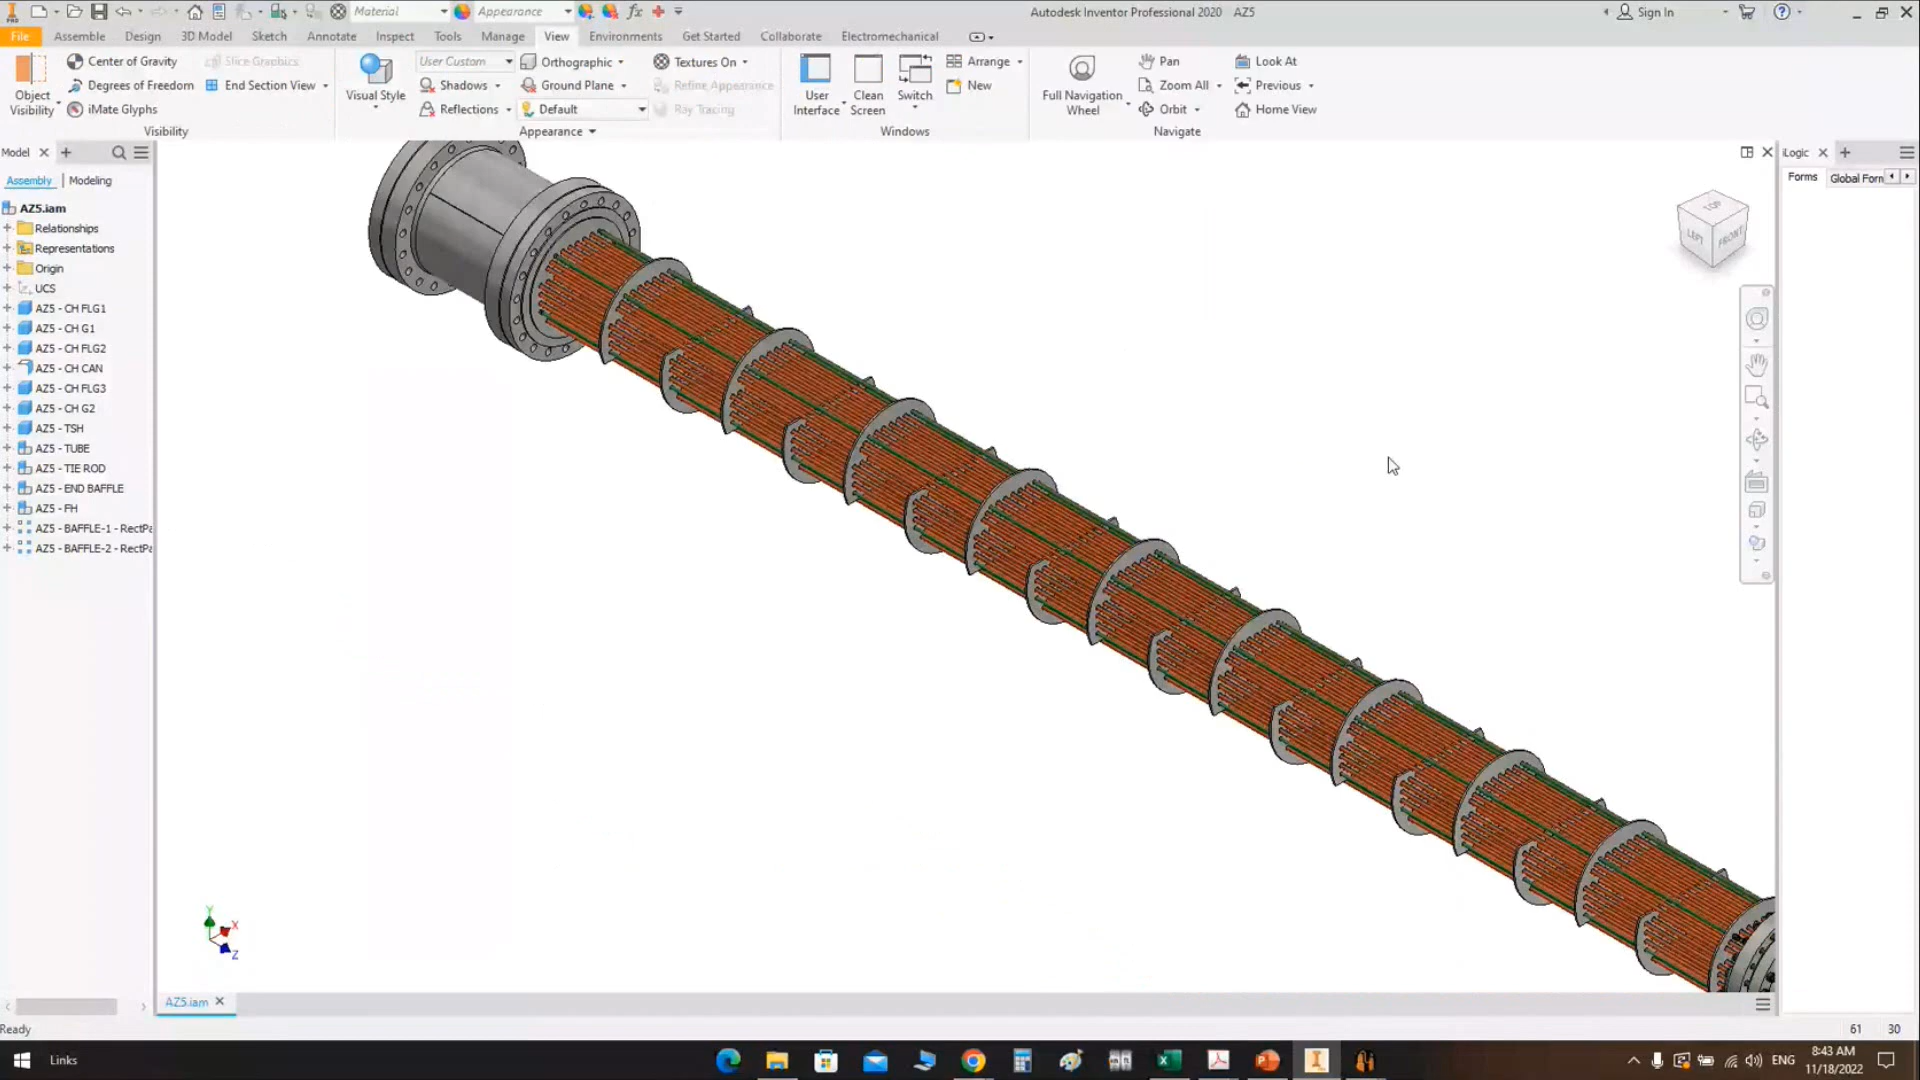 Material
Appearance
Autodesk Inventor Professional 2020 AZ5
Sign In
File Assemble Design 3D Model Sketch Annotate Inspect Tools Manage View Environments Get Started Collaborate Electromechanical
Object Visibility
Center of Gravity
Degrees of Freedom
iMate Glyphs
Slice Graphics
End Section View
Visibility
Visual Style
User Custom
Shadows
Reflections
Orthographic
Ground Plane
Default
Textures On
Refine Appearance
Ray Tracing
Appearance
User Interface
Clean Screen
Switch
Arrange
New
Windows
Full Navigation Wheel
Pan
Zoom All
Orbit
Look At
Previous
Home View
Navigate
Model
Assembly Modeling
AZ5.iam
Relationships
Representations
Origin
UCS
AZ5 - CH FLG1
AZ5 - CH G1
AZ5 - CH FLG2
AZ5 - CH CAN
AZ5 - CH FLG3
AZ5 - CH G2
AZ5 - TSH
AZ5 - TUBE
AZ5 - TIE ROD
AZ5 - END BAFFLE
AZ5 - FH
AZ5 - BAFFLE-1 - RectPa
AZ5 - BAFFLE-2 - RectPa
iLogic
Forms Global Forn
TOP
LEFT FRONT
Y
X
Z
AZ5.iam
Ready
61 30
Links
ENG
8:43 AM
11/18/2022